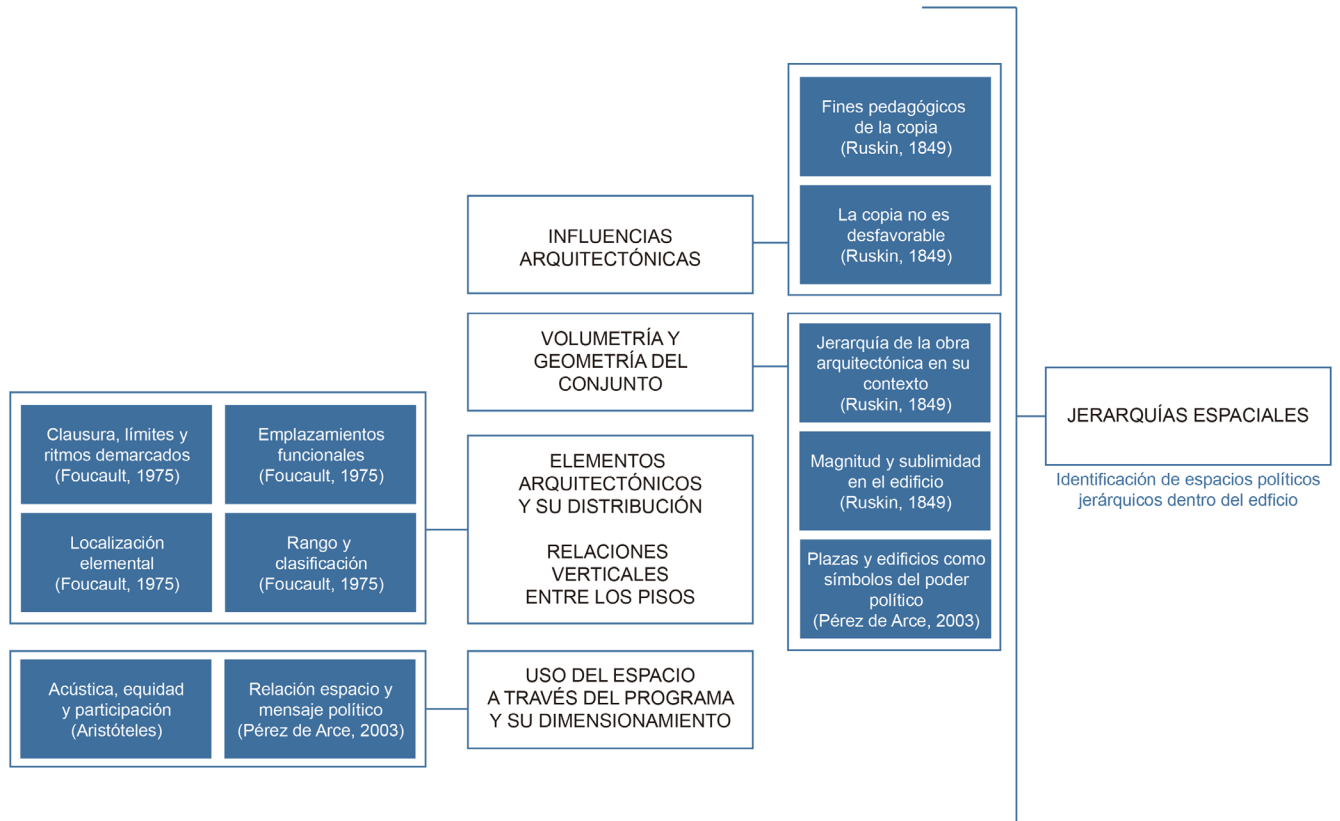 Fines pedagógicos
de la copia
(Ruskin, 1849)
La copia no es
desfavorable
(Ruskin, 1849)
INFLUENCIAS
ARQUITECTÓNICAS
VOLUMETRÍA Y
GEOMETRÍA DEL
CONJUNTO
Jerarquía de la obra
arquitectónica en su
contexto
(Ruskin, 1849)
Magnitud y sublimidad
en el edificio
(Ruskin, 1849)
Plazas y edificios como
símbolos del poder
político
(Pérez de Arce, 2003)
Clausura, límites y
ritmos demarcados
(Foucault, 1975)
Emplazamientos
funcionales
(Foucault, 1975)
Localización
elemental
(Foucault, 1975)
Rango y
clasificación
(Foucault, 1975)
ELEMENTOS
ARQUITECTÓNICOS
Y SU DISTRIBUCIÓN
RELACIONES
VERTICALES
ENTRE LOS PISOS
Acústica, equidad
y participación
(Aristóteles)
Relación espacio y
mensaje político
(Pérez de Arce, 2003)
USO DEL ESPACIO
A TRAVÉS DEL PROGRAMA
Y SU DIMENSIONAMIENTO
JERARQUÍAS ESPACIALES
Identificación de espacios políticos
jerárquicos dentro del edficio